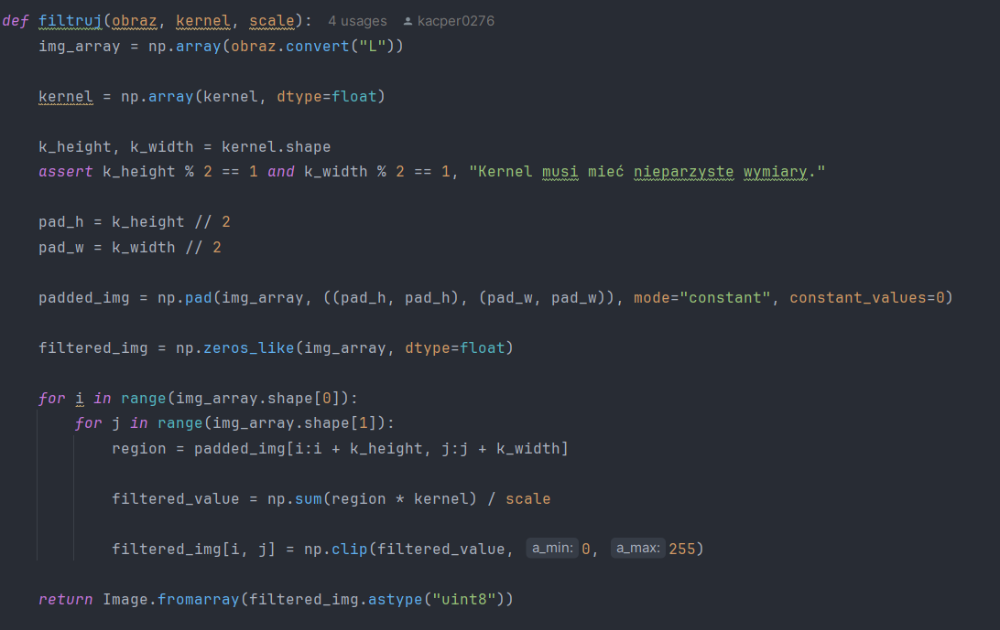 def filtruj(obraz, kernel, scale): 4 usages kacper0276
img_array = np.array(obraz.convert("L"))
kernel = np.array(kernel, dtype=float)
k_height, k_width = kernel.shape
assert k_height % 2 == 1 and k_width % 2 == 1, "Kernel musi mieć nieparzyste wymiary."
pad_h = k_height // 2
pad_w = k_width // 2
padded_img = np.pad(img_array, ((pad_h, pad_h), (pad_w, pad_w)), mode="constant", constant_values=0)
filtered_img = np.zeros_like(img_array, dtype=float)
for i in range(img_array.shape[0]):
for j in range(img_array.shape[1]):
region = padded_img[i:i + k_height, j:j + k_width]
filtered_value = np.sum(region * kernel) / scale
filtered_img[i, j] = np.clip(filtered_value, a_min: 0, a_max: 255)
return Image.fromarray(filtered_img.astype("uint8"))